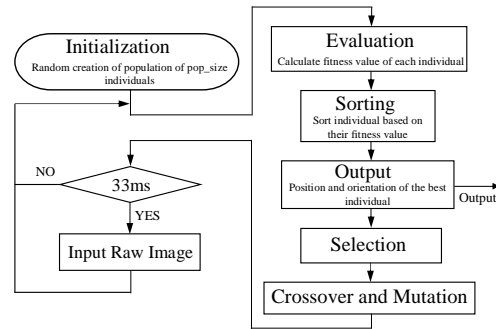 Initialization
Random creation of population of pop_size
individuals
Evaluation
Calculate fitness value of each individual
Sorting
Sort individual based on
their fitness value
Output
Position and orientation of the best
individual
Output
Selection
Crossover and Mutation
33ms
NO
YES
Input Raw Image